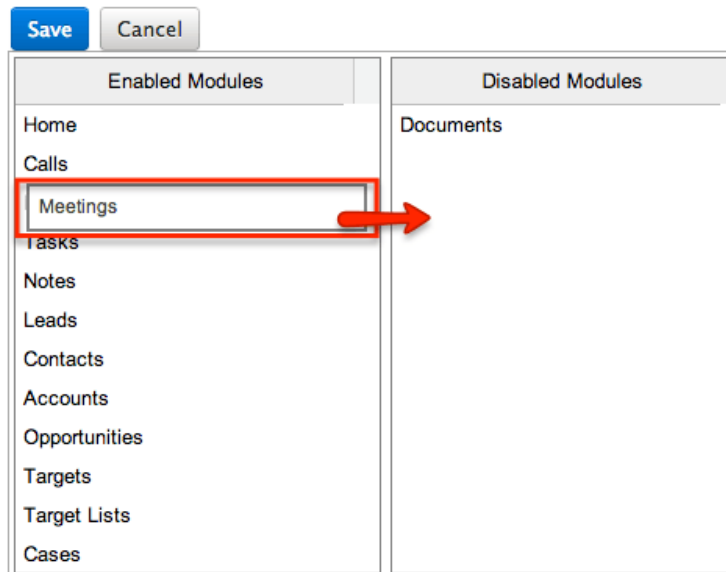 Save Cancel
Enabled Modules Disabled Modules
Home Documents
Calls
Meetings
Tasks
Notes
Leads
Contacts
Accounts
Opportunities
Targets
Target Lists
Cases